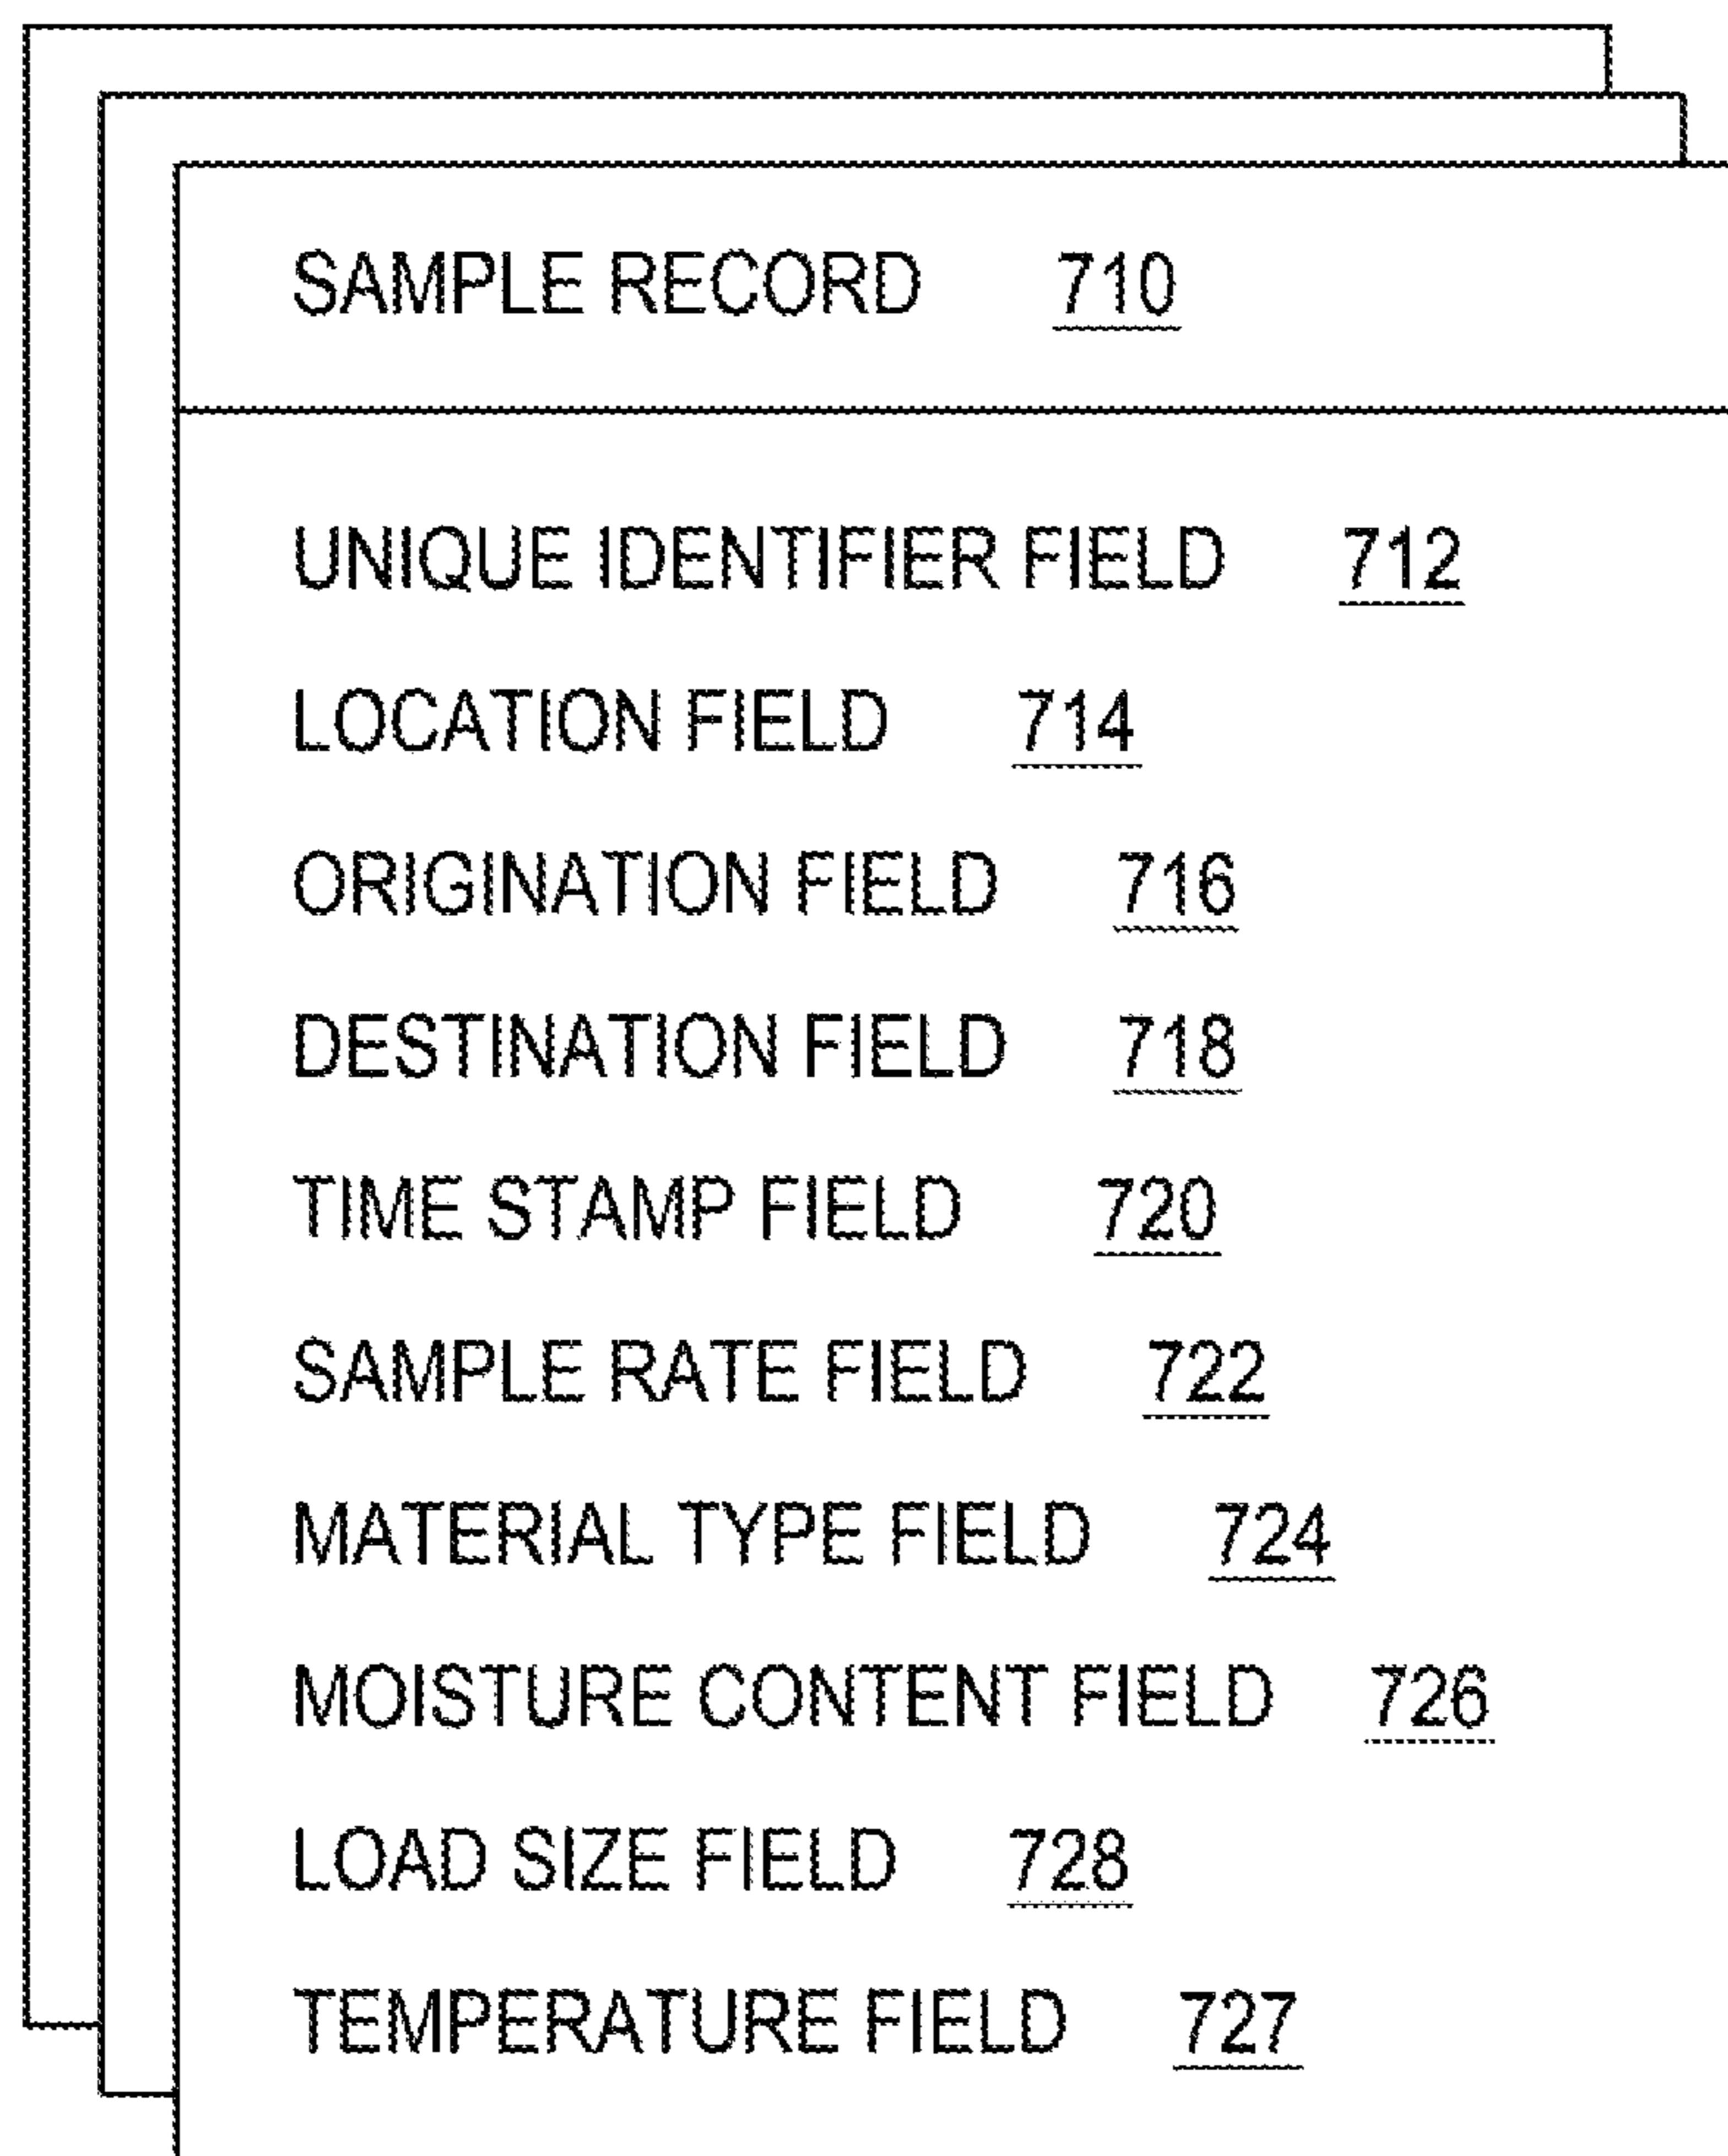 SAMPLE RECORD 710
UNIQUE IDENTIFIER FIELD 712
LOCATION FIELD 714
ORIGINATION FIELD 716
DESTINATION FIELD 718
TIME STAMP FIELD 720
SAMPLE RATE FIELD 722
MATERIAL TYPE FIELD 724
MOISTURE CONTENT FIELD 726
LOAD SIZE FIELD 728
TEMPERATURE FIELD 727